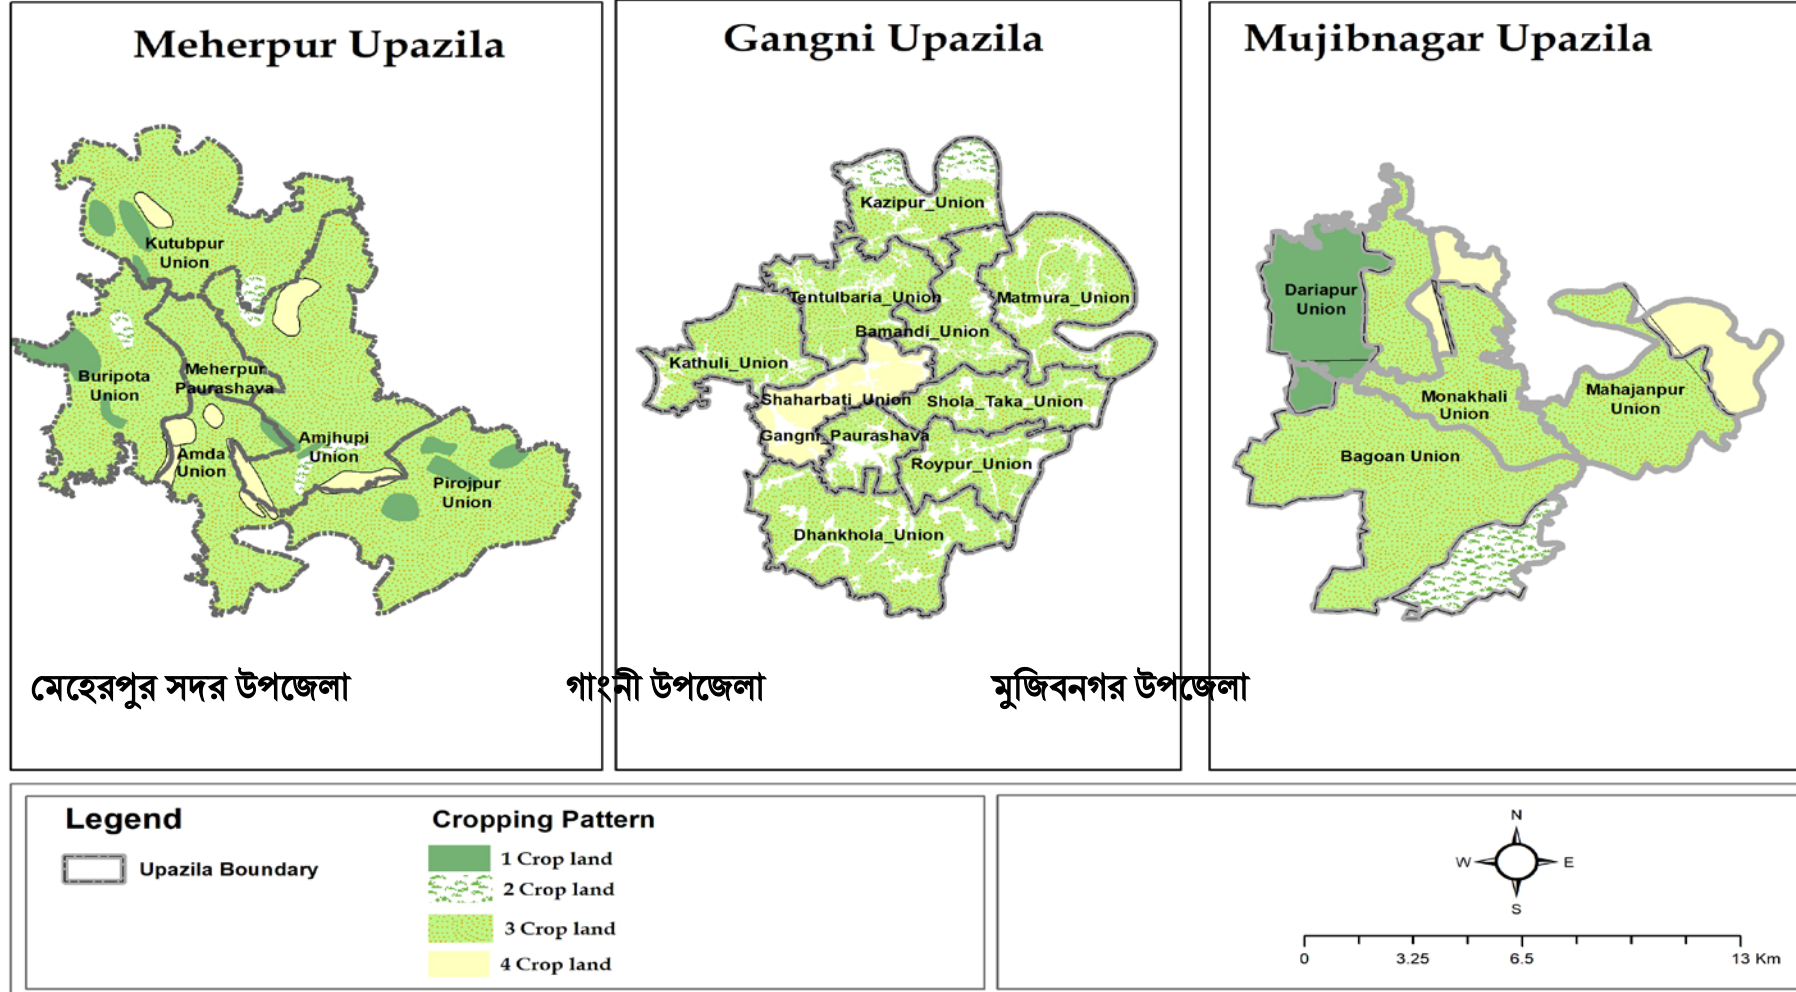 Meherpur Upazila
Gangni Upazila
Mujibnagar Upazila
Kutubpur
Union
Meherpur
Paurashava
Buripota
Union
Amda
Union
Amjhupi
Union
Pirojpur
Union
Kazipur_Union
Tentulbaria_Union
Matmura_Union
Bamandi_Union
Kathuli_Union
Shaharbati_Union
Shola_Taka_Union
Gangni_Paurashava
Roypur_Union
Dhankhola_Union
Dariapur
Union
Monakhali
Union
Mahajanpur
Union
Bagoan Union
মেহেরপুর সদর উপজেলা
গাংনী উপজেলা
মুজিবনগর উপজেলা
Legend
Upazila Boundary
Cropping Pattern
1 Crop land
2 Crop land
3 Crop land
4 Crop land
N
W E
S
0 3.25 6.5 13 Km